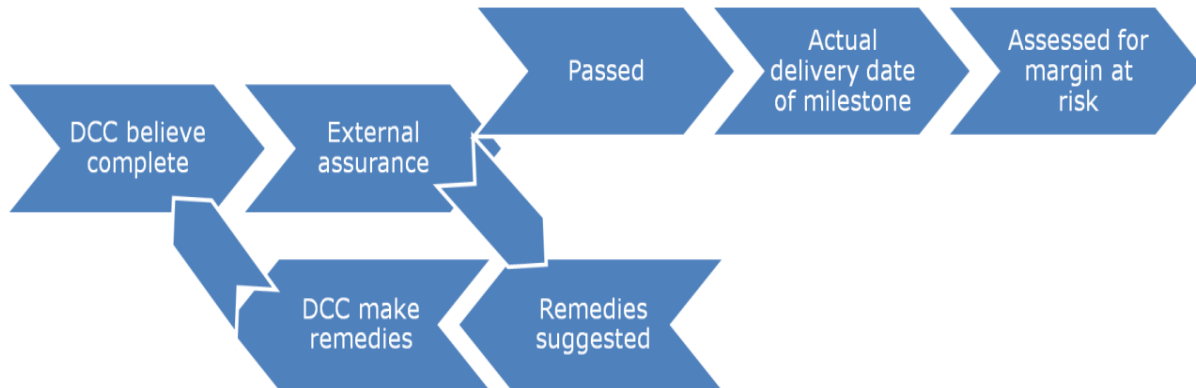 DCC believe
complete
External
assurance
Passed
Actual
delivery date
of milestone
Assessed for
margin at
risk
DCC make
remedies
Remedies
suggested